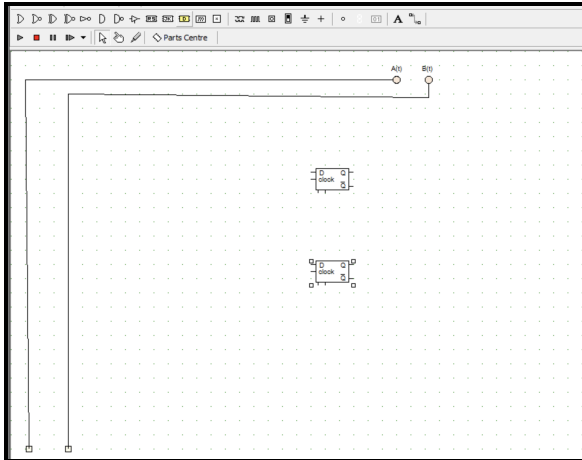 A
Parts Centre
A(t) B(t)
D Q
clock
Q
D Q
clock
Q